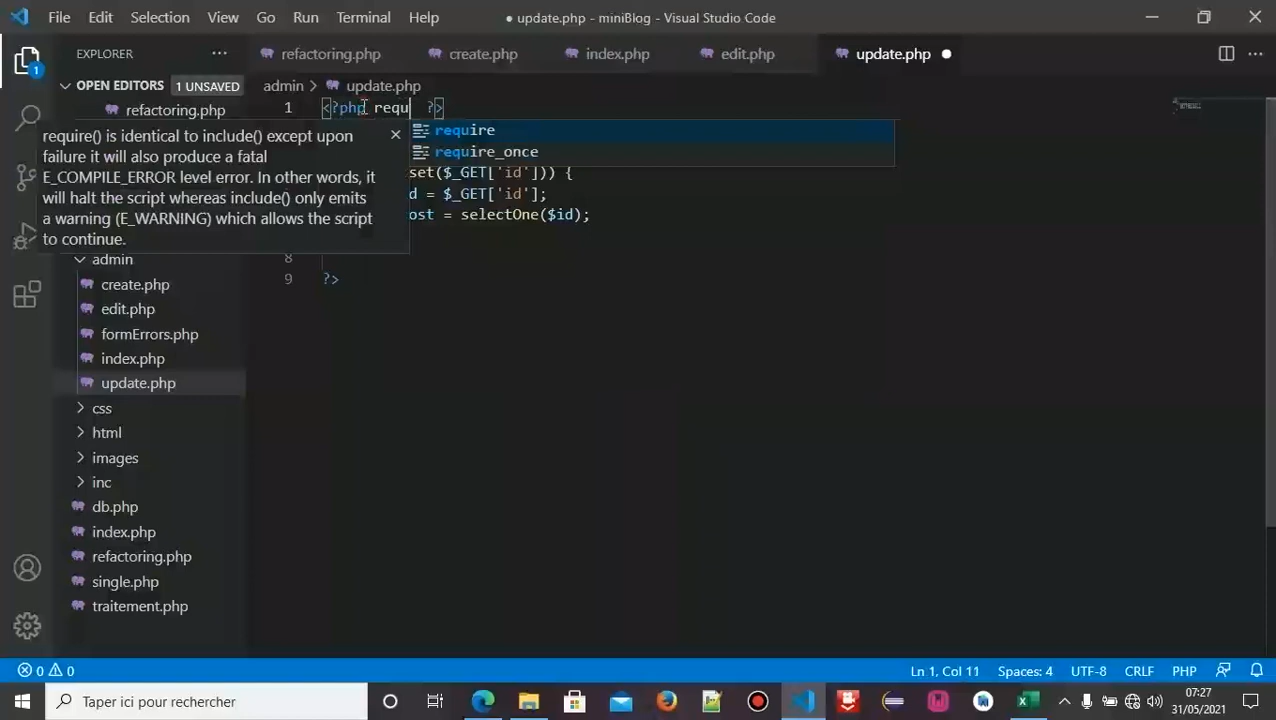 File Edit Selection View Go Run Terminal Help
● update.php - miniBlog - Visual Studio Code
EXPLORER
refactoring.php create.php index.php edit.php update.php
OPEN EDITORS 1 UNSAVED
refactoring.php
admin > update.php
1 <?php requ ?>
require
require_once
require() is identical to include() except upon
failure it will also produce a fatal
E_COMPILE_ERROR level error. In other words, it
will halt the script whereas include() only emits
a warning (E_WARNING) which allows the script
to continue.
set($_GET['id'])) {
d = $_GET['id'];
ost = selectOne($id);
8
9 ?>
admin
create.php
edit.php
formErrors.php
index.php
update.php
css
html
images
inc
db.php
index.php
refactoring.php
single.php
traitement.php
1
0 0
Ln 1, Col 11 Spaces: 4 UTF-8 CRLF PHP
Taper ici pour rechercher
07:27
31/05/2021